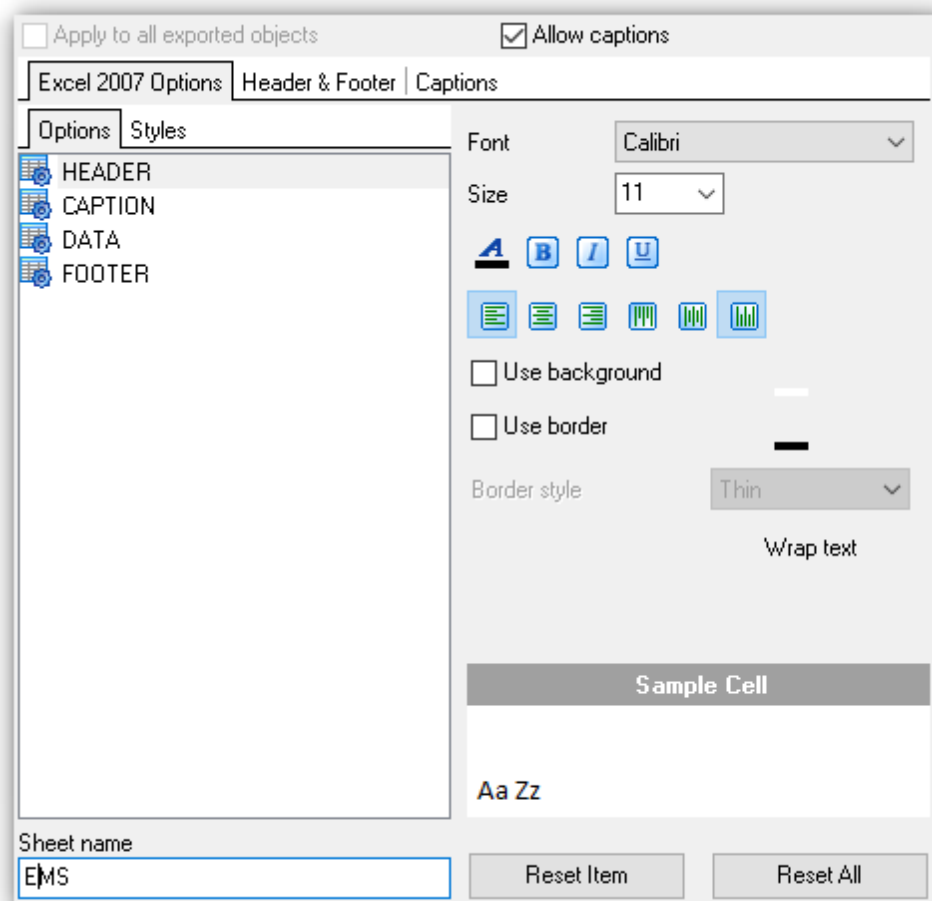 Apply to all exported objects
Allow captions
Excel 2007 Options
Header & Footer
Captions
Options
Styles
HEADER
CAPTION
DATA
FOOTER
Font
Calibri
Size
11
A
B
I
U
Use background
Use border
Border style
Thin
Wrap text
Sample Cell
Aa Zz
Sheet name
EMS
Reset Item
Reset All